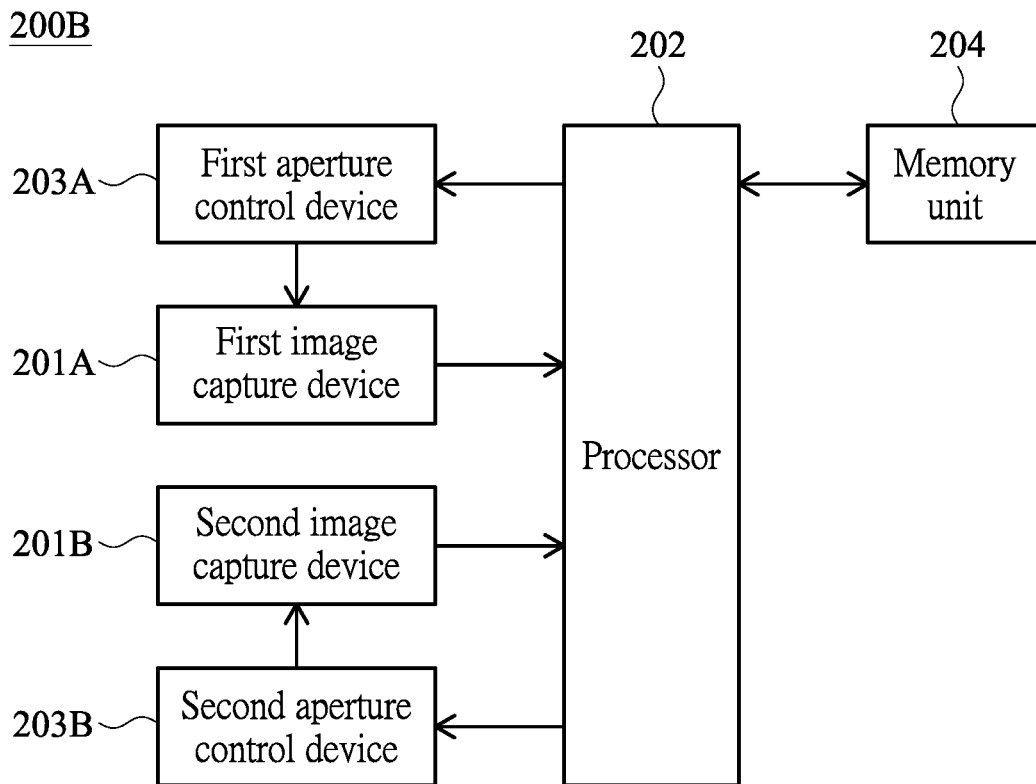 200B
202
204
203A
First aperture
control device
Memory
unit
201A
First image
capture device
Processor
201B
Second image
capture device
203B
Second aperture
control device